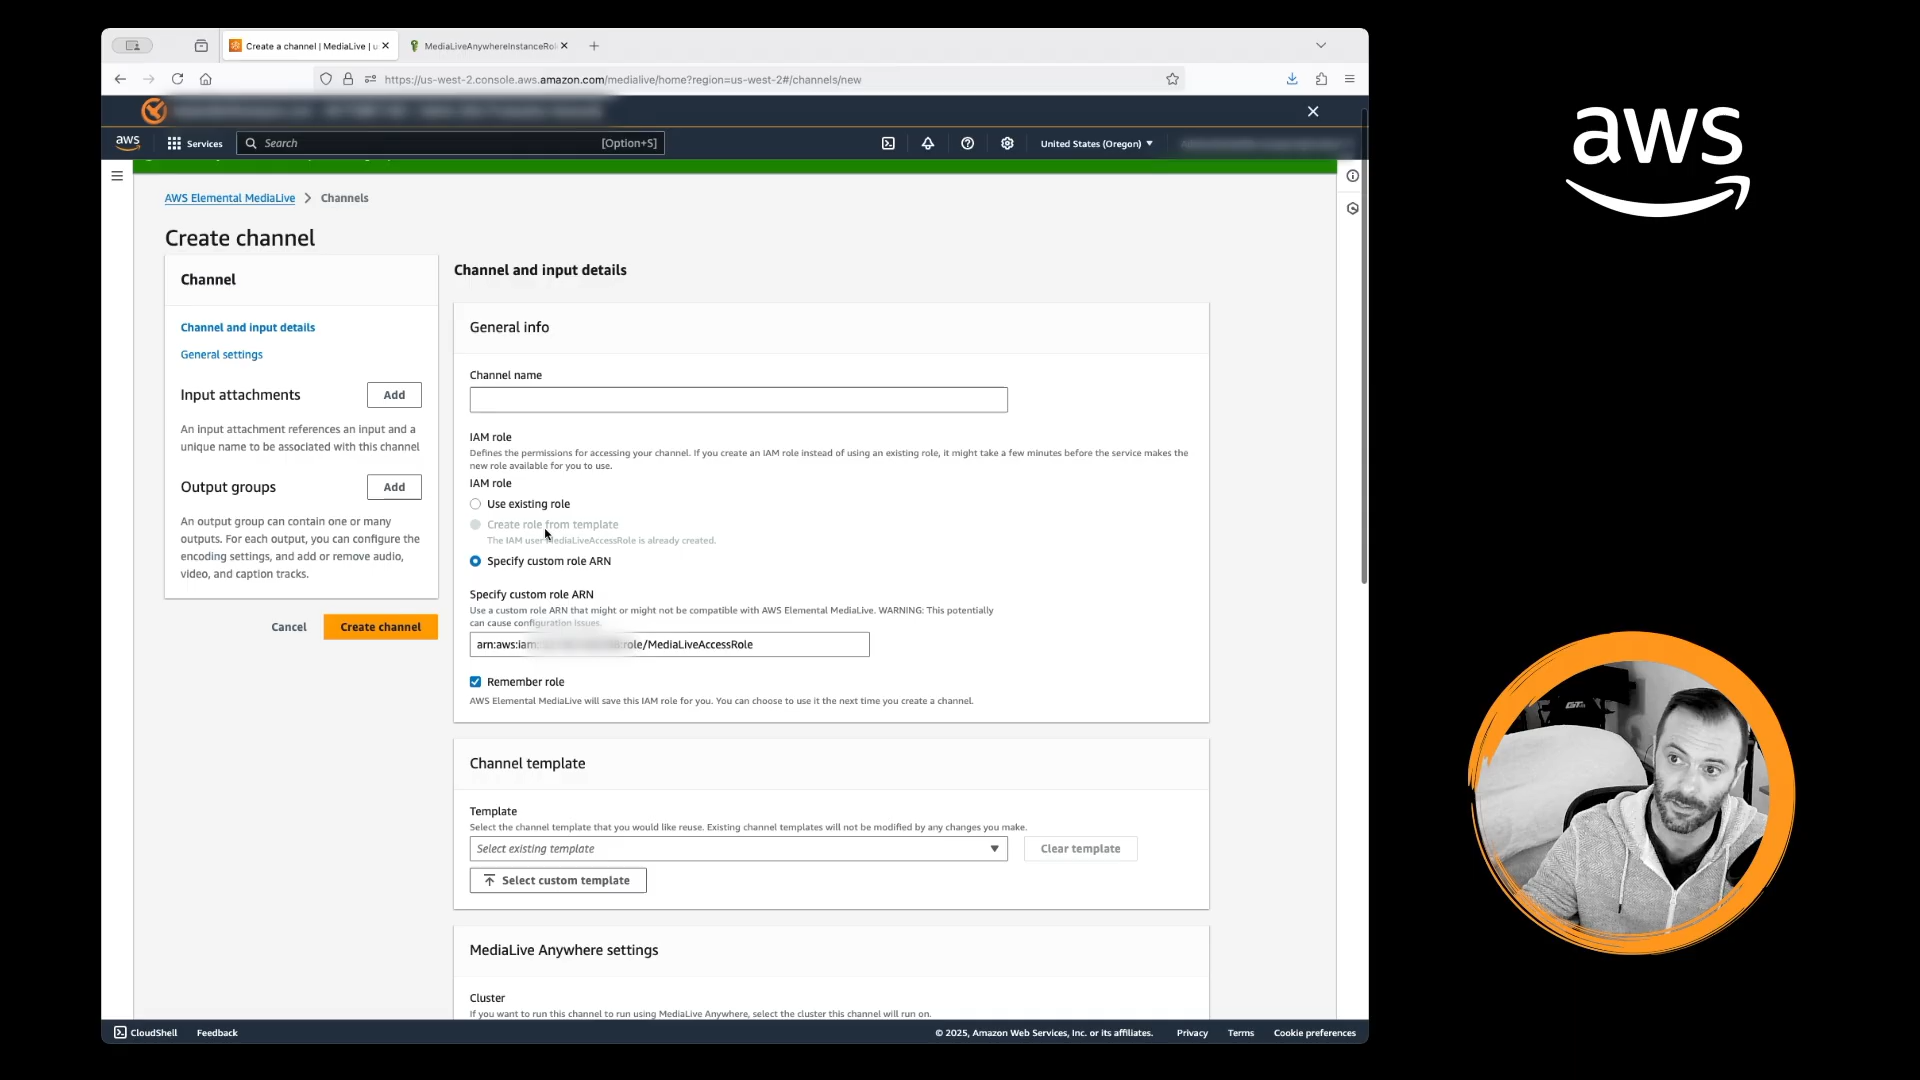 Create a channel | MediaLive | u
MediaLiveAnywhereInstanceRol
https://us-west-2.console.aws.amazon.com/medialive/home?region=us-west-2#/channels/new
aws
Services
Search
[Option+S]
United States (Oregon)
AWS Elemental MediaLive
Channels
Create channel
Channel
Channel and input details
General settings
Input attachments
Add
An input attachment references an input and a
unique name to be associated with this channel
Output groups
Add
An output group can contain one or many
outputs. For each output, you can configure the
encoding settings, and add or remove audio,
video, and caption tracks.
Cancel
Create channel
Channel and input details
General info
Channel name
IAM role
Defines the permissions for accessing your channel. If you create an IAM role instead of using an existing role, it might take a few minutes before the service makes the
new role available for you to use.
IAM role
Use existing role
Create role from template
The IAM user MediaLiveAccessRole is already created.
Specify custom role ARN
Specify custom role ARN
Use a custom role ARN that might or might not be compatible with AWS Elemental MediaLive. WARNING: This potentially
can cause configuration issues.
arn:aws:iam: :role/MediaLiveAccessRole
Remember role
AWS Elemental MediaLive will save this IAM role for you. You can choose to use it the next time you create a channel.
Channel template
Template
Select the channel template that you would like reuse. Existing channel templates will not be modified by any changes you make.
Select existing template
Clear template
Select custom template
MediaLive Anywhere settings
Cluster
If you want to run this channel to run using MediaLive Anywhere, select the cluster this channel will run on.
CloudShell
Feedback
© 2025, Amazon Web Services, Inc. or its affiliates.
Privacy
Terms
Cookie preferences
aws